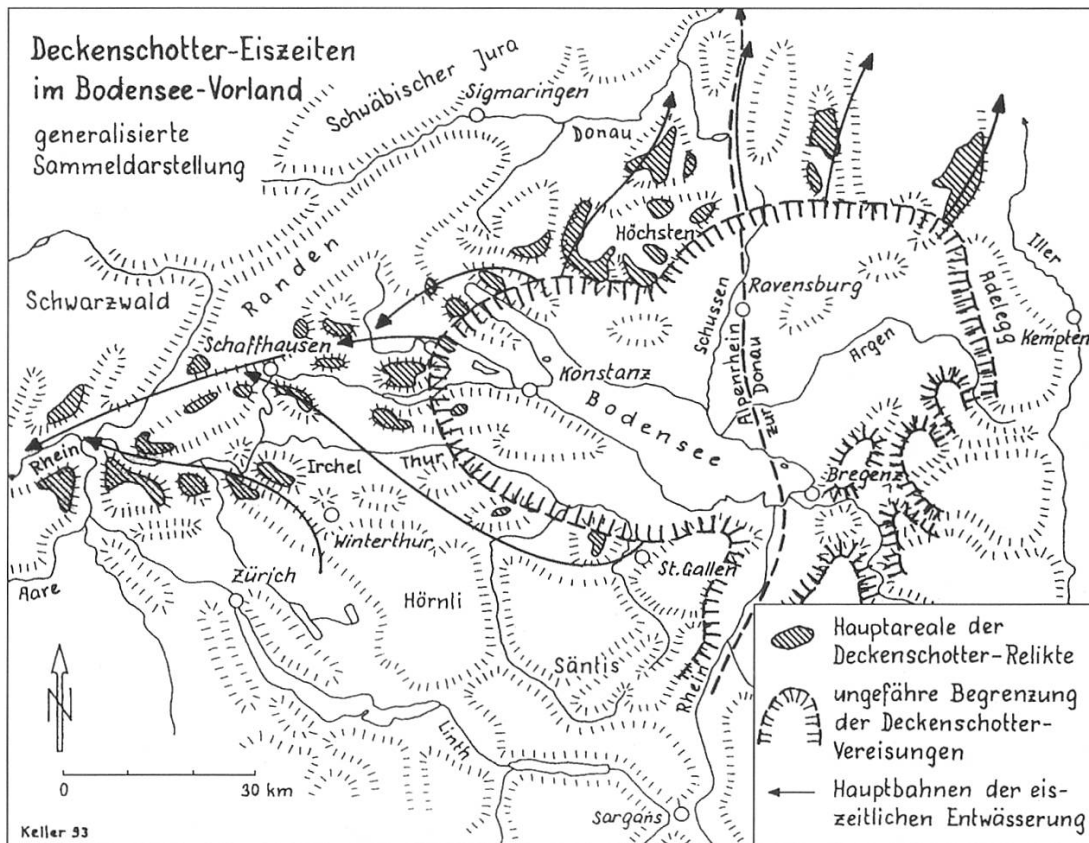 Deckenschotter-Eiszeiten
im Bodensee-Vorland
generalisierte
Sammeldarstellung
Schwäbischer Jura
Sigmaringen
Donau
Höchsten
Randen
Schwarzwald
Schussen
Ravensburg
Iller
Adelegg
Kempten
Argen
Alpenrhein
zur Donau
Schaffhausen
Konstanz
Bodensee
Rhein
Irchel
Thur
Bregenz
Winterthur
St. Gallen
Aare
Zürich
Hörnli
Säntis
Rhein
Linth
Sargans
N
0 30 km
Keller 93
Hauptareale der
Deckenschotter-Relikte
ungefähre Begrenzung
der Deckenschotter-
Vereisungen
Hauptbahnen der eis-
zeitlichen Entwässerung